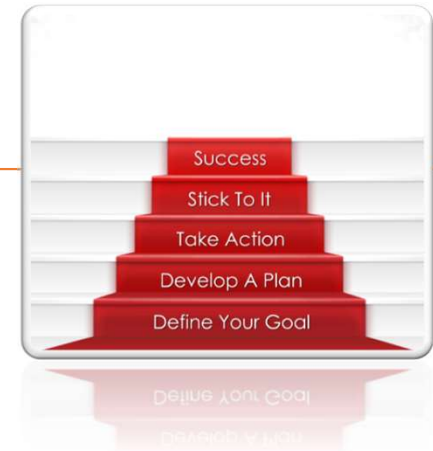 Success
Stick To It
Take Action
Develop A Plan
Define Your Goal